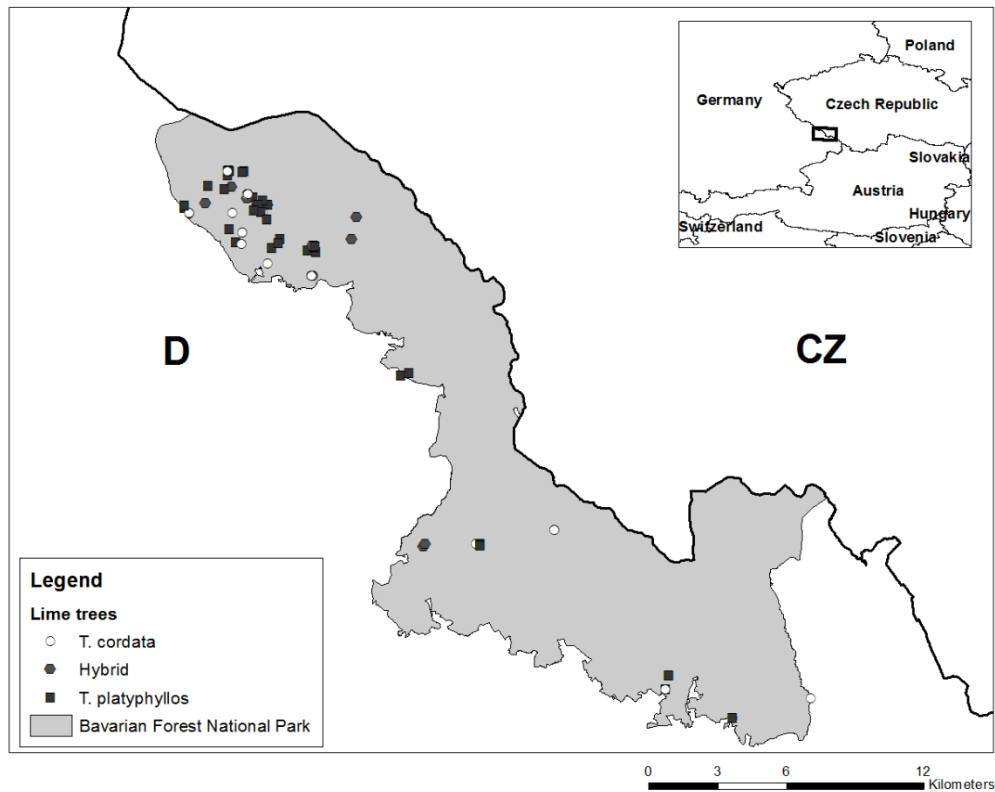 Poland
Germany
Czech Republic
Slovakia
Austria
Hungary
Switzerland
Slovenia
D
CZ
Legend
Lime trees
T. cordata
Hybrid
T. platyphyllos
Bavarian Forest National Park
0 3 6 12
Kilometers